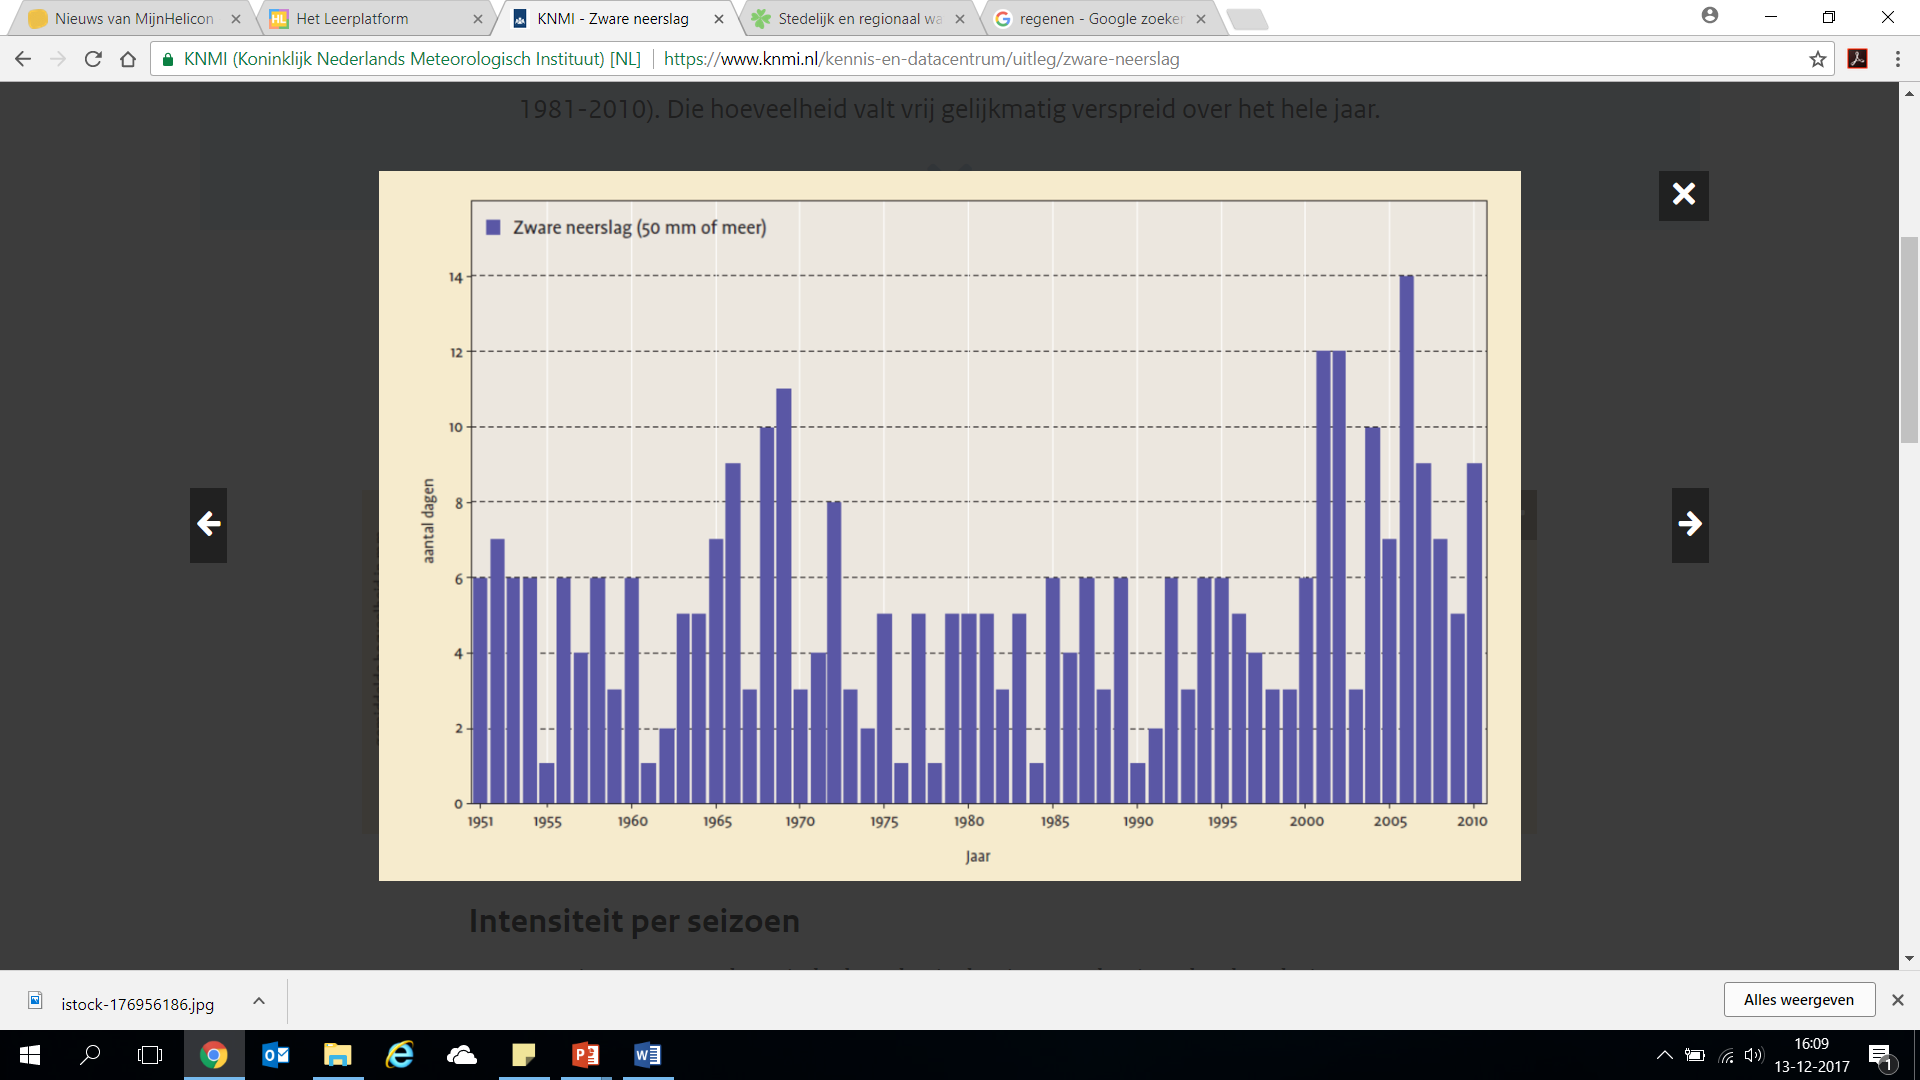 Nieuws van MijnHelicon
Het Leerplatform
KNMI - Zware neerslag
Stedelijk en regionaal wa
regenen - Google zoeken
KNMI (Koninklijk Nederlands Meteorologisch Instituut) [NL]
https://www.knmi.nl/kennis-en-datacentrum/uitleg/zware-neerslag
1981-2010). Die hoeveelheid valt vrij gelijkmatig verspreid over het hele jaar.
Zware neerslag (50 mm of meer)
14
12
10
8
6
4
2
0
aantal dagen
1951 1955 1960 1965 1970 1975 1980 1985 1990 1995 2000 2005 2010
Jaar
Intensiteit per seizoen
istock-176956186.jpg
Alles weergeven
16:09
13-12-2017
1